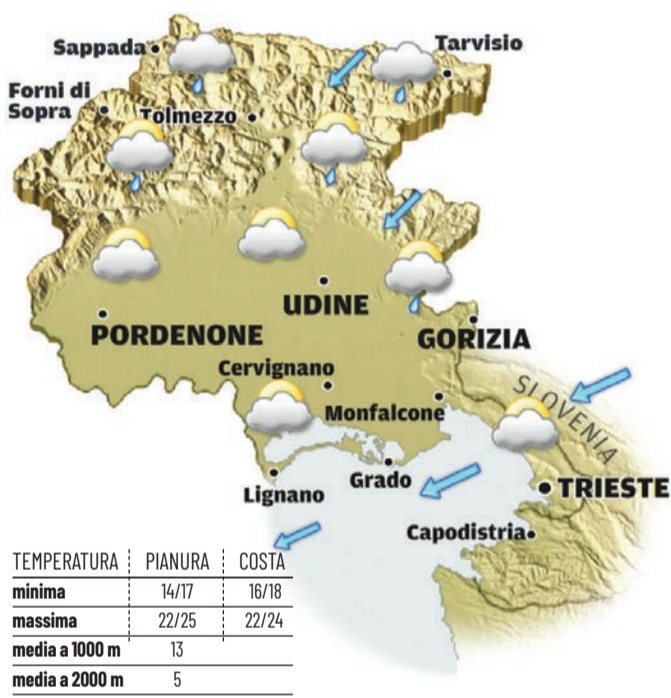 Sappada
Tarvisio
Forni di
Sopra
Tolmezzo
UDINE
PORDENONE
GORIZIA
Cervignano
SLOVENIA
Monfalcone
Grado
TRIESTE
Lignano
Capodistria
TEMPERATURA PIANURA COSTA
minima 14/17 16/18
massima 22/25 22/24
media a 1000 m 13
media a 2000 m 5